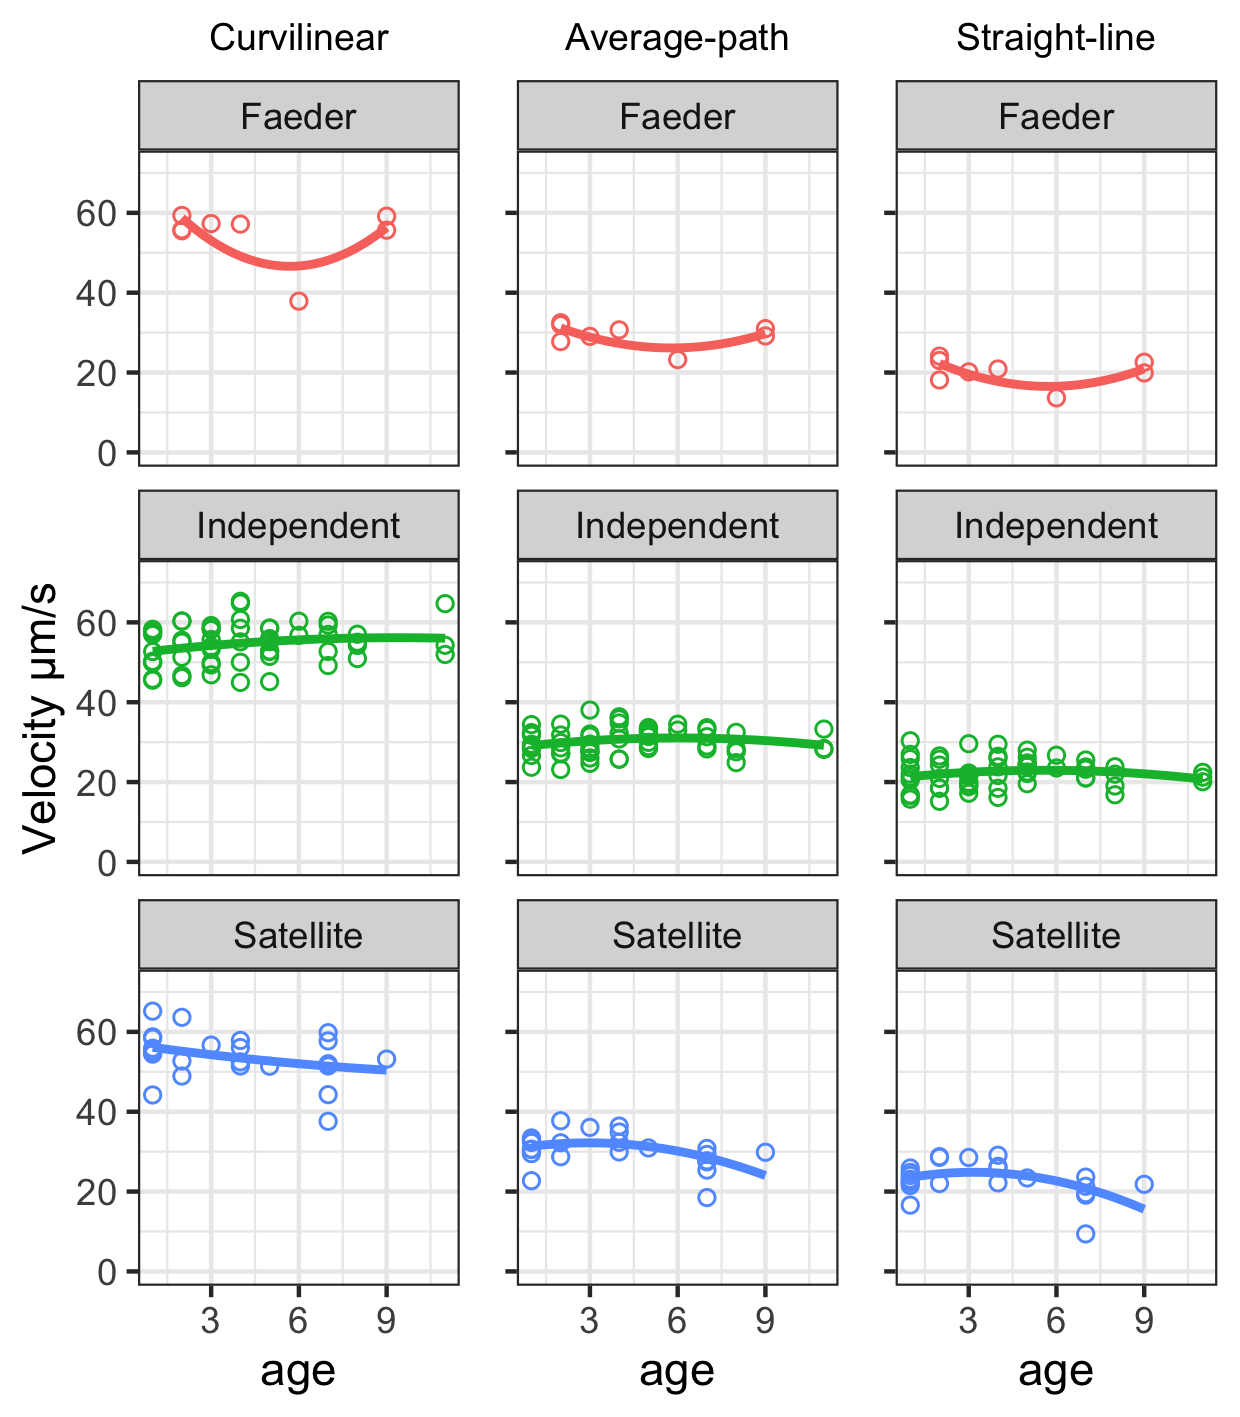 Curvilinear Average-path Straight-line
Faeder Faeder Faeder
60
40
20
0
Independent Independent Independent
Velocity μm/s
60
40
20
0
Satellite Satellite Satellite
60
40
20
0
3 6 9 3 6 9 3 6 9
age age age